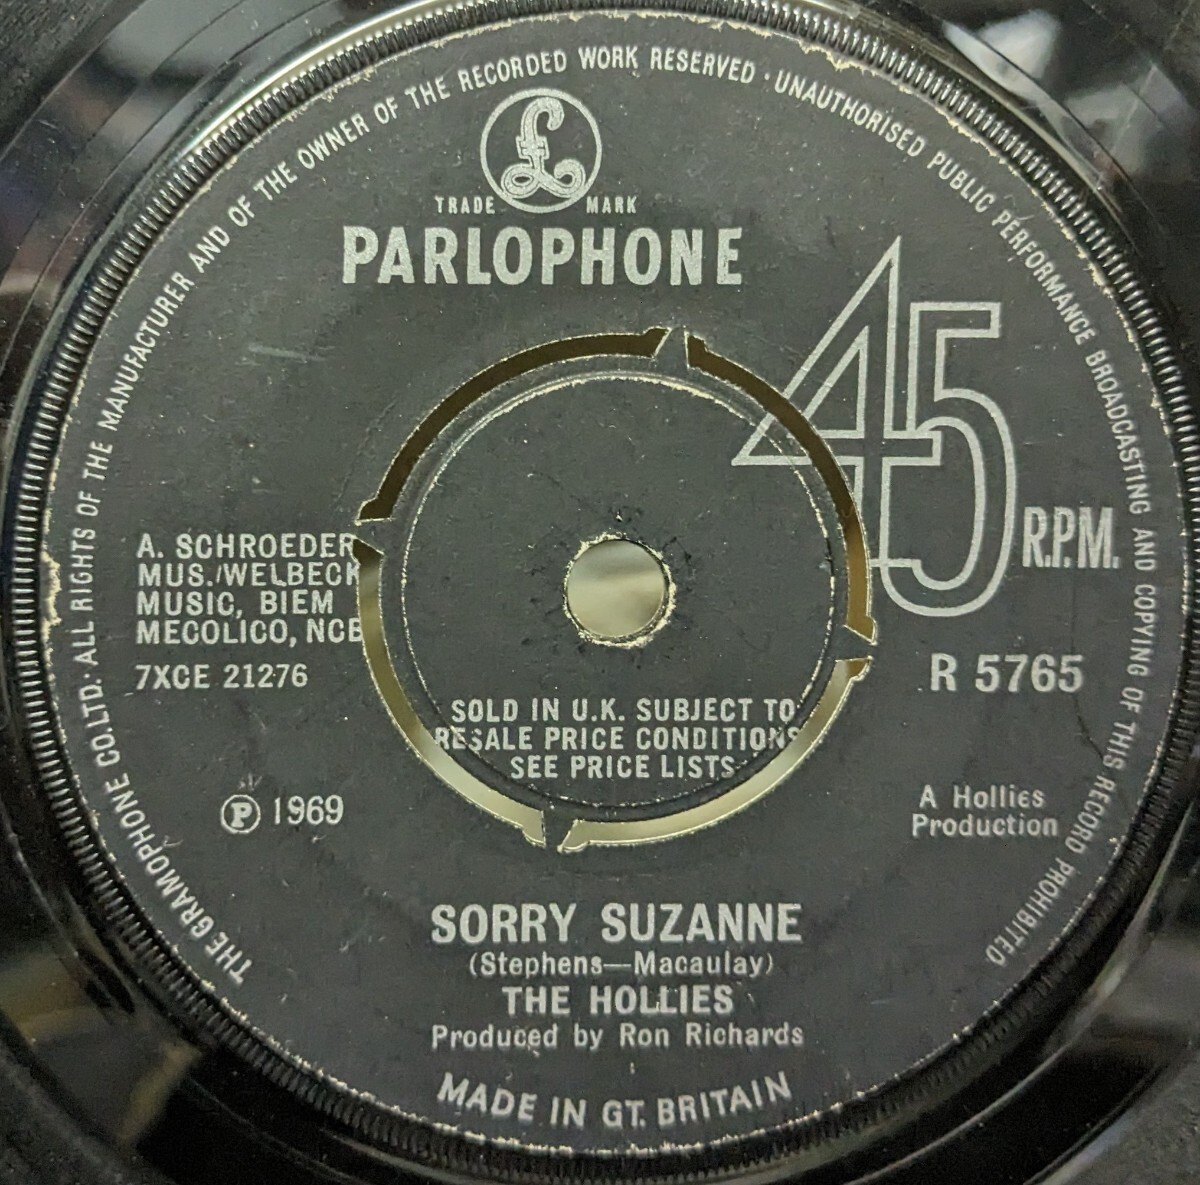 THE GRAMOPHONE CO.LTD. · ALL RIGHTS OF THE MANUFACTURER AND OF THE OWNER OF THE RECORDED WORK RESERVED · UNAUTHORISED PUBLIC PERFORMANCE BROADCASTING AND COPYING OF THIS RECORD PROHIBITED
£
TRADE MARK
PARLOPHONE
45
R.P.M.
A. SCHROEDER
MUS./WELBECK
MUSIC, BIEM
MECOLICO, NCB
7XCE 21276
R 5765
SOLD IN U.K. SUBJECT TO
RESALE PRICE CONDITIONS
SEE PRICE LISTS
℗ 1969
A Hollies
Production
SORRY SUZANNE
(Stephens—Macaulay)
THE HOLLIES
Produced by Ron Richards
MADE IN GT. BRITAIN